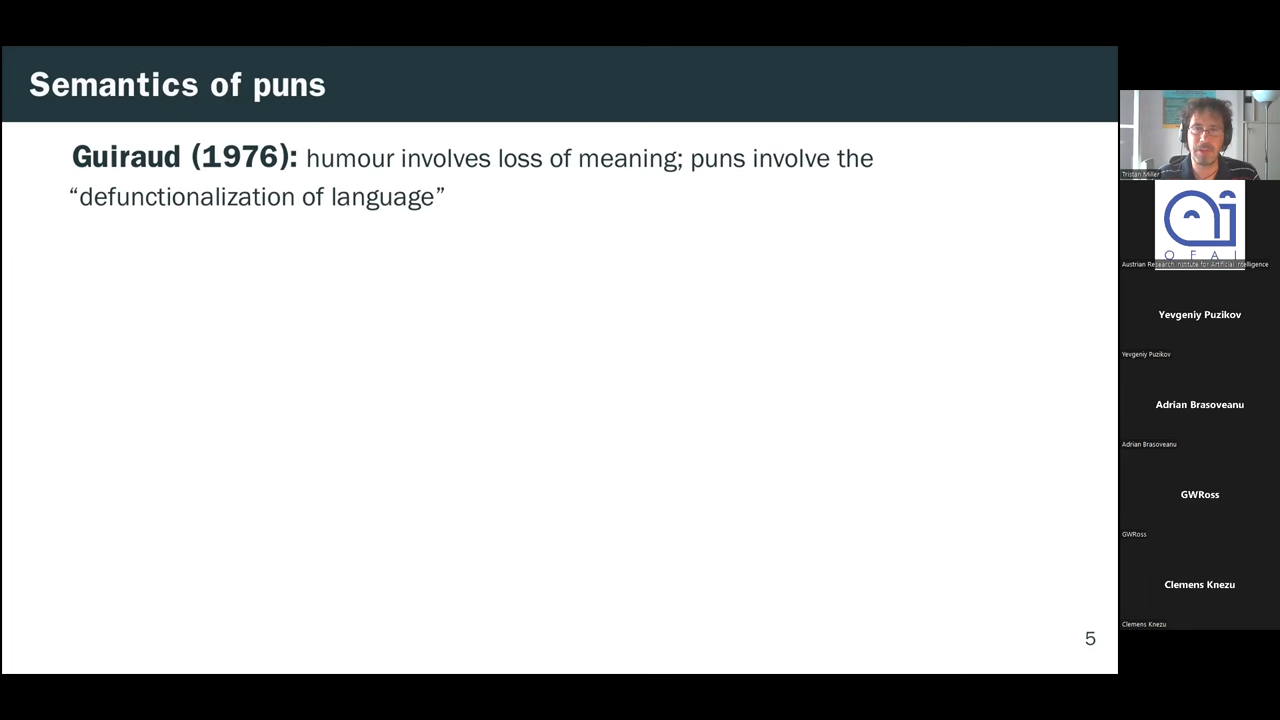 Semantics of puns
Guiraud (1976): humour involves loss of meaning; puns involve the
“defunctionalization of language”
5
Tristan Miller
OFAI
Austrian Research Institute for Artificial Intelligence
Yevgeniy Puzikov
Yevgeniy Puzikov
Adrian Brasoveanu
Adrian Brasoveanu
GWRoss
GWRoss
Clemens Knezu
Clemens Knezu